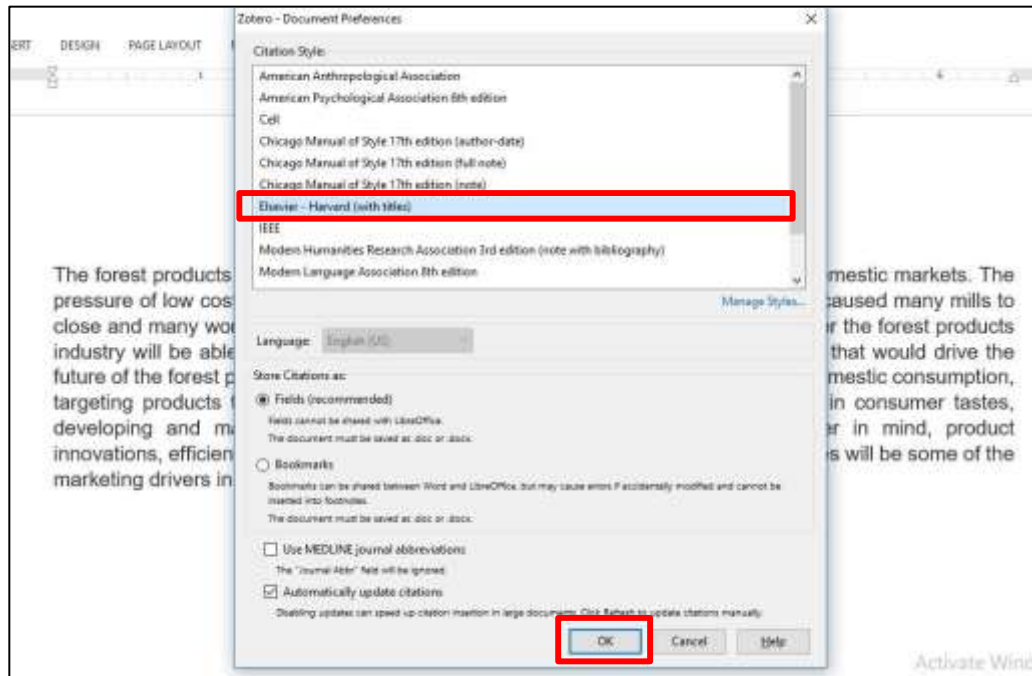 Zotero - Document Preferences
ERT DESIGN PAGE LAYOUT
Citation Style:
American Anthropological Association
American Psychological Association 6th edition
Cell
Chicago Manual of Style 17th edition (author-date)
Chicago Manual of Style 17th edition (full note)
Chicago Manual of Style 17th edition (note)
Elsevier - Harvard (with titles)
IEEE
Modern Humanities Research Association 3rd edition (note with bibliography)
Modern Language Association 8th edition
Manage Styles...
Language: English (US)
Store Citations as:
Fields (recommended)
Fields cannot be shared with LibreOffice.
The document must be saved as .doc or .docx.
Bookmarks
Bookmarks can be shared between Word and LibreOffice, but may cause errors if accidentally modified and cannot be
inserted into footnotes.
The document must be saved as .doc or .docx.
Use MEDLINE journal abbreviations
The "Journal Abbr" field will be ignored.
Automatically update citations
Disabling updates can speed up citation insertion in large documents. Click Refresh to update citations manually.
OK Cancel Help
The forest products mestic markets. The
pressure of low cos caused many mills to
close and many wo r the forest products
industry will be able that would drive the
future of the forest p mestic consumption,
targeting products t in consumer tastes,
developing and ma er in mind, product
innovations, efficien s will be some of the
marketing drivers in
Activate Wind